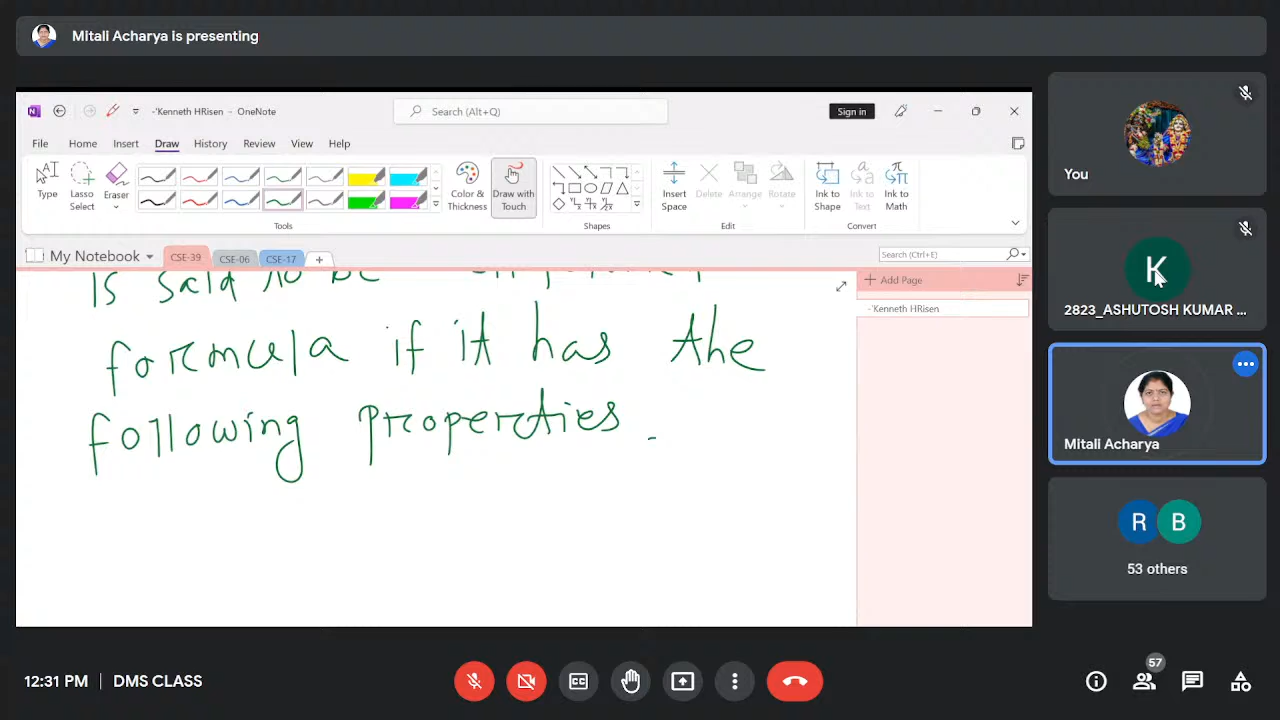 Mitali Acharya is presenting
-'Kenneth HRisen - OneNote
Search (Alt+Q)
Sign in
File Home Insert Draw History Review View Help
Type
Lasso Select
Eraser
Color & Thickness
Draw with Touch
Insert Space
Delete
Arrange
Rotate
Ink to Shape
Ink to Text
Ink to Math
Tools
Shapes
Edit
Convert
My Notebook
CSE-39
CSE-06
CSE-17
Search (Ctrl+E)
Add Page
-'Kenneth HRisen
is said to be
formula if it has the
following properties.
You
K
2823_ASHUTOSH KUMAR ...
Mitali Acharya
R B
53 others
12:31 PM | DMS CLASS
57